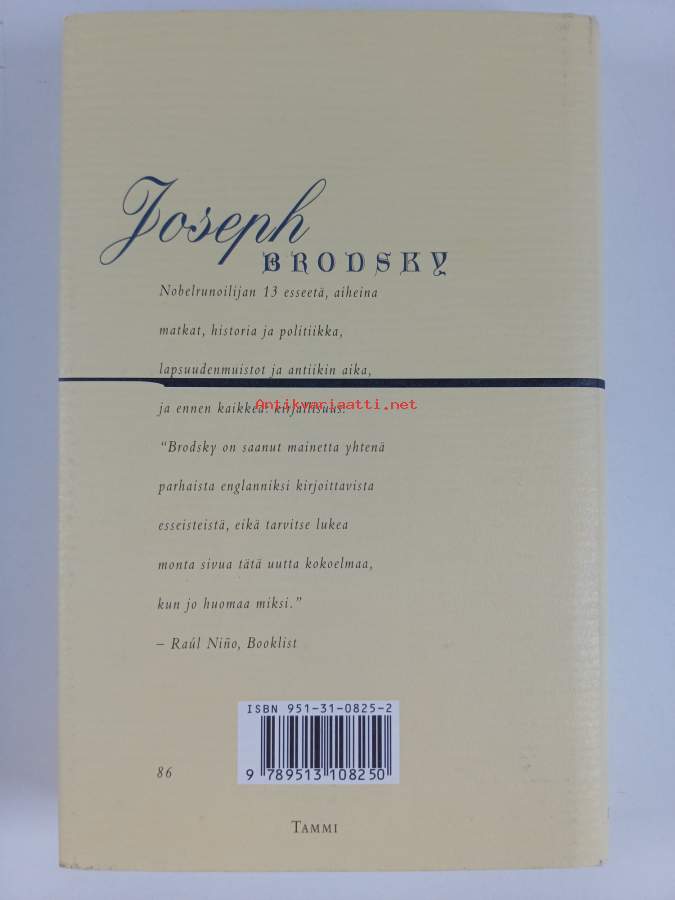 Joseph
BRODSKY
Nobelrunoilijan 13 esseetä, aiheina
matkat, historia ja politiikka,
lapsuudenmuistot ja antiikin aika,
ja ennen kaikkea: kirjallisuus.
Antikvariaatti.net
“Brodsky on saanut mainetta yhtenä
parhaista englanniksi kirjoittavista
esseisteistä, eikä tarvitse lukea
monta sivua tätä uutta kokoelmaa,
kun jo huomaa miksi.”
– Raúl Niño, Booklist
ISBN 951-31-0825-2
9 789513 108250
86
TAMMI